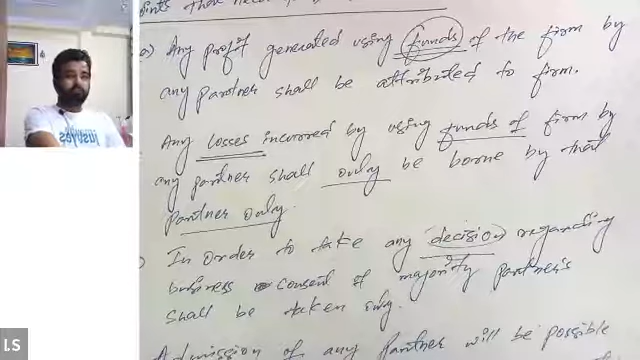 points that need
a) Any profit generated using funds of the firm by
any partner shall be attributed to firm.
Any losses incurred by using funds of firm by
any partner shall only be borne by that
partner only.
) In order to take any decision regarding
business consent of majority partner's
shall be taken only.
Admission of any Partner will be possible
I.S